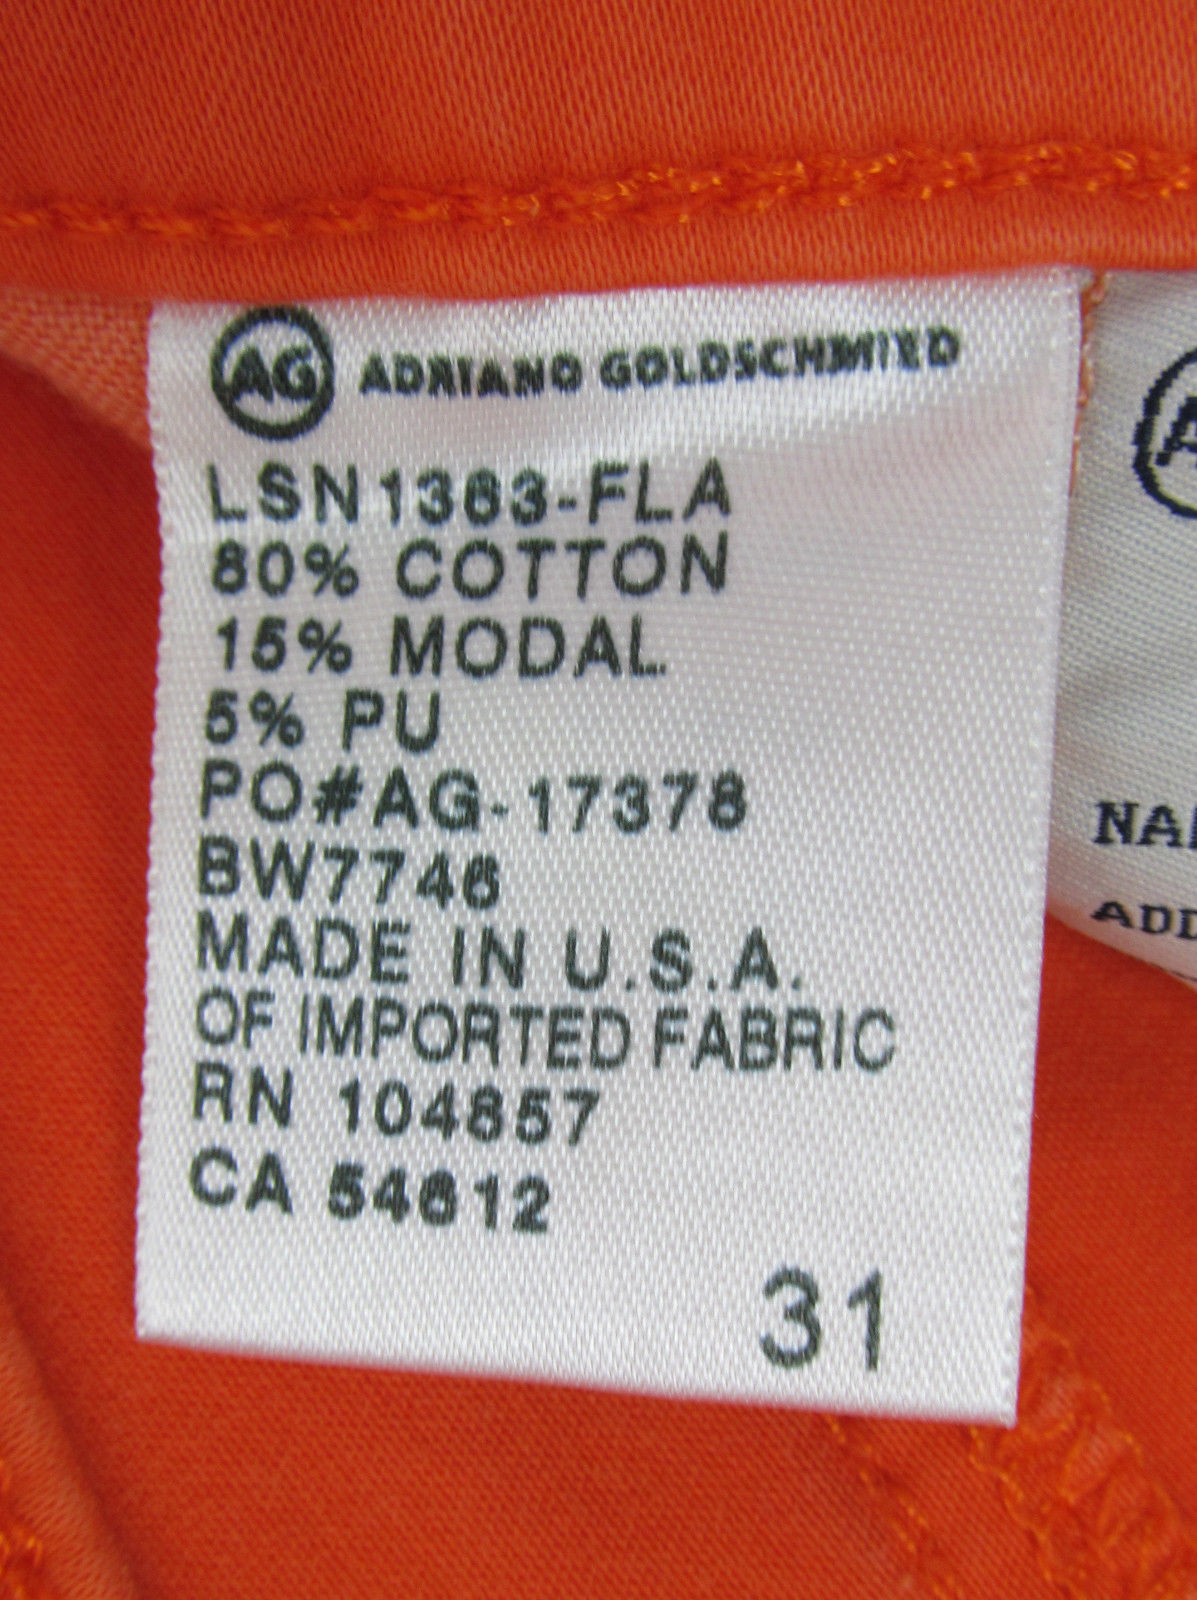 AG ADRIANO GOLDSCHMIED
LSN1383-FLA
80% COTTON
15% MODAL
5% PU
PO#AG-17378
BW7746
MADE IN U.S.A.
OF IMPORTED FABRIC
RN 104857
CA 54612
31